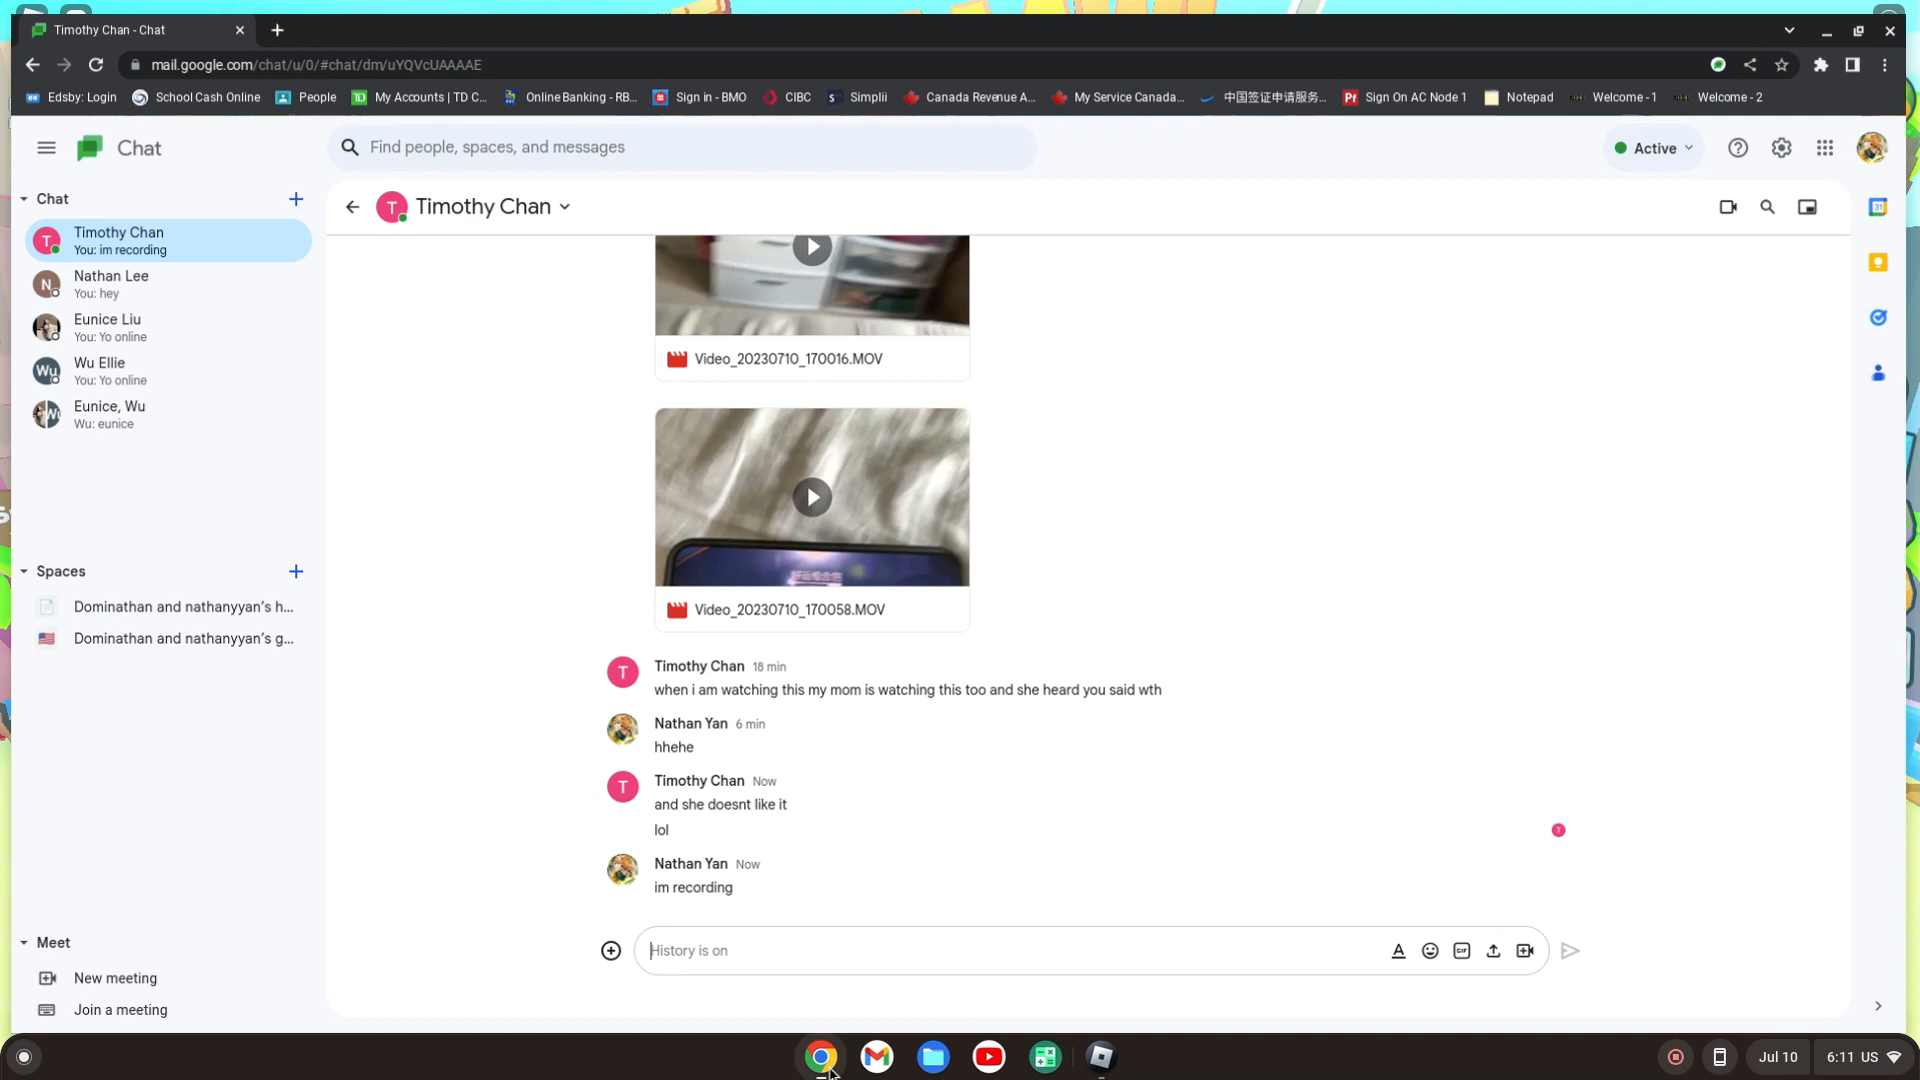 Timothy Chan - Chat
mail.google.com/chat/u/0/#chat/dm/uYQVcUAAAAE
Edsby: Login
School Cash Online
People
My Accounts | TD C...
Online Banking - RB...
Sign in - BMO
CIBC
Simplii
Canada Revenue A...
My Service Canada...
中国签证申请服务...
Sign On AC Node 1
Notepad
Welcome - 1
Welcome - 2
Chat
Find people, spaces, and messages
Active
Chat
Timothy Chan
You: im recording
Nathan Lee
You: hey
Eunice Liu
You: Yo online
Wu Ellie
You: Yo online
Eunice, Wu
Wu: eunice
Spaces
Dominathan and nathanyyan's h...
Dominathan and nathanyyan's g...
Meet
New meeting
Join a meeting
T Timothy Chan
Video_20230710_170016.MOV
Video_20230710_170058.MOV
Timothy Chan 18 min
when i am watching this my mom is watching this too and she heard you said wth
Nathan Yan 6 min
hhehe
Timothy Chan Now
and she doesnt like it
lol
Nathan Yan Now
im recording
History is on
Jul 10
6:11 US